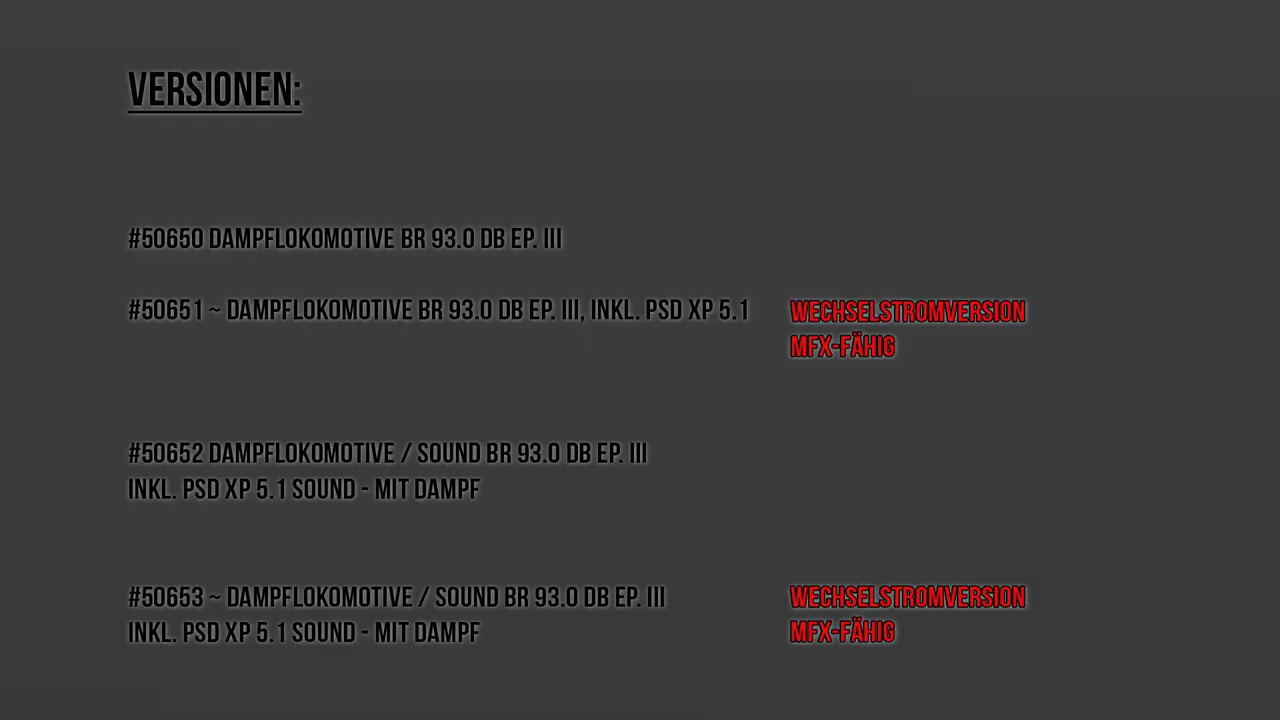 VERSIONEN:
#50650 DAMPFLOKOMOTIVE BR 93.0 DB EP. III
#50651 ~ DAMPFLOKOMOTIVE BR 93.0 DB EP. III, INKL. PSD XP 5.1 WECHSELSTROMVERSION
MFX-FÄHIG
#50652 DAMPFLOKOMOTIVE / SOUND BR 93.0 DB EP. III
INKL. PSD XP 5.1 SOUND - MIT DAMPF
#50653 ~ DAMPFLOKOMOTIVE / SOUND BR 93.0 DB EP. III WECHSELSTROMVERSION
INKL. PSD XP 5.1 SOUND - MIT DAMPF MFX-FÄHIG